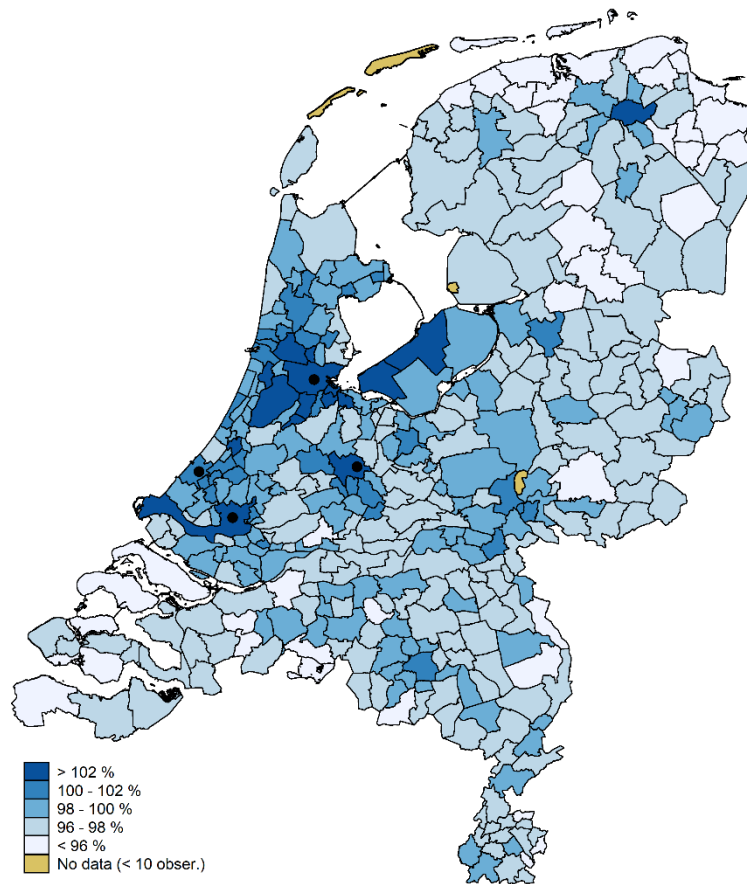 > 102 %
100 - 102 %
98 - 100 %
96 - 98 %
< 96 %
No data (< 10 obser.)